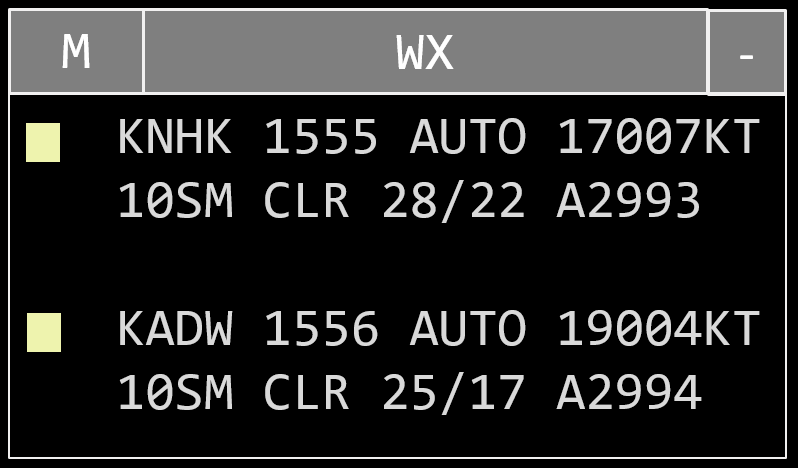 M WX -
KNHK 1555 AUTO 17007KT
10SM CLR 28/22 A2993
KADW 1556 AUTO 19004KT
10SM CLR 25/17 A2994